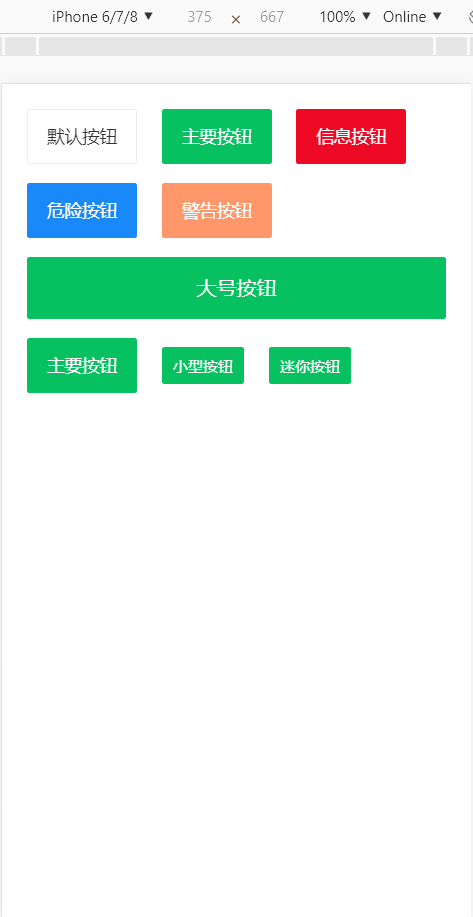 iPhone 6/7/8 ▼ 375 × 667 100% ▼ Online ▼
默认按钮 主要按钮 信息按钮
危险按钮 警告按钮
大号按钮
主要按钮 小型按钮 迷你按钮